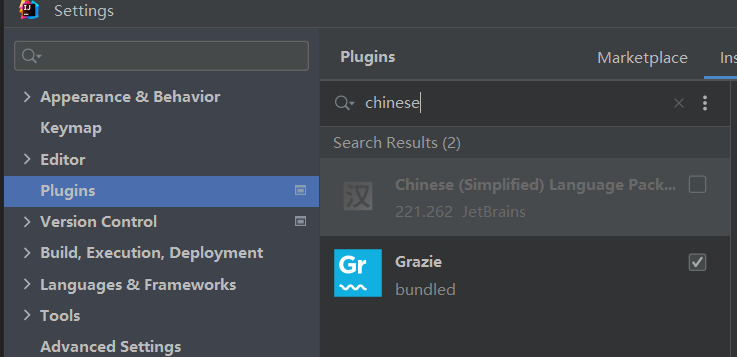 Settings
Plugins
Marketplace
Ins
chinese
Search Results (2)
汉
Chinese (Simplified) Language Pack...
221.262 JetBrains
Gr
Grazie
bundled
Appearance & Behavior
Keymap
Editor
Plugins
Version Control
Build, Execution, Deployment
Languages & Frameworks
Tools
Advanced Settings
IJ